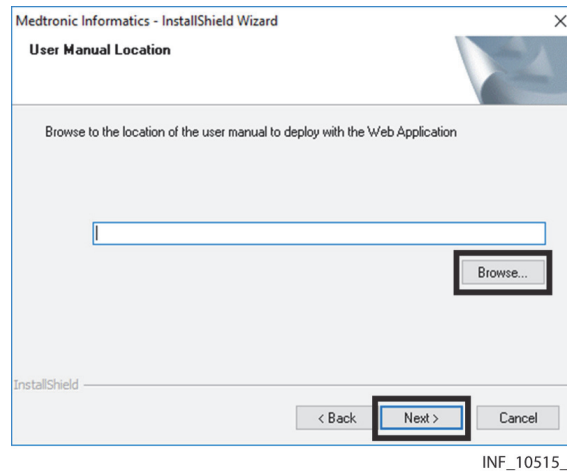 Medtronic Informatics - InstallShield Wizard
User Manual Location
Browse to the location of the user manual to deploy with the Web Application
Browse...
InstallShield
< Back Next > Cancel
INF_10515_